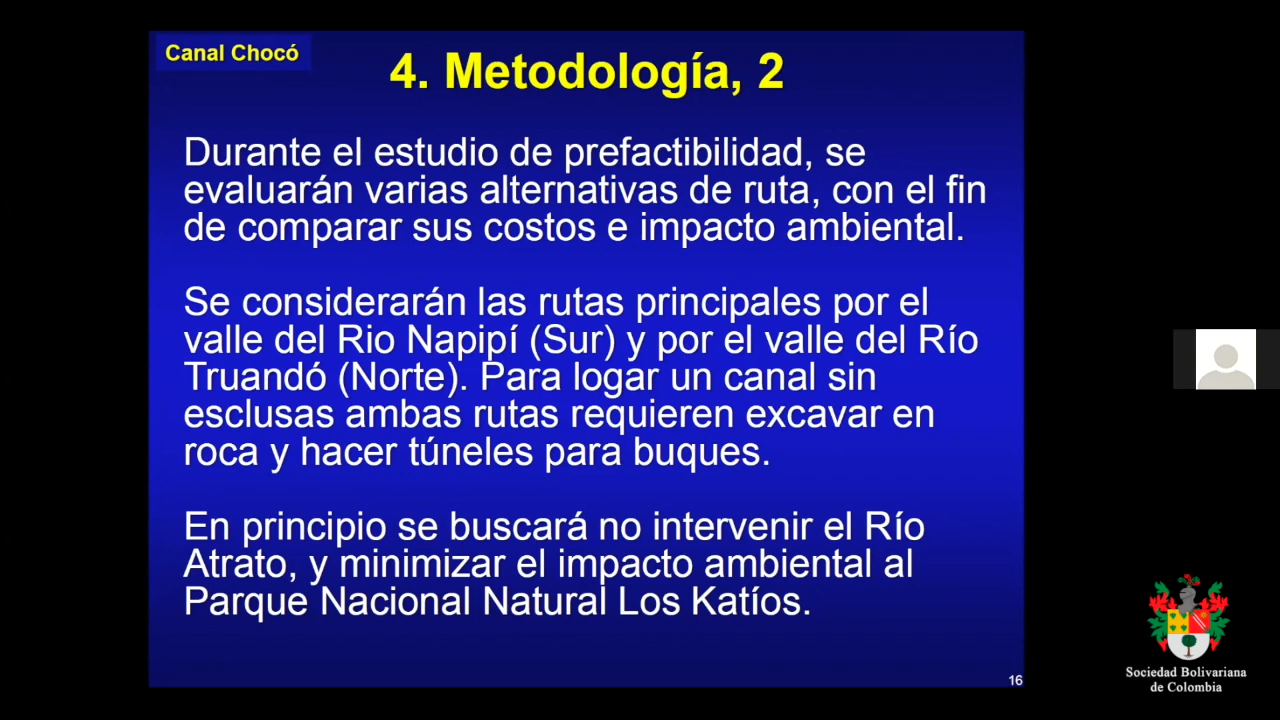 Canal Chocó
4. Metodología, 2
Durante el estudio de prefactibilidad, se
evaluarán varias alternativas de ruta, con el fin
de comparar sus costos e impacto ambiental.
Se considerarán las rutas principales por el
valle del Rio Napipí (Sur) y por el valle del Río
Truandó (Norte). Para logar un canal sin
esclusas ambas rutas requieren excavar en
roca y hacer túneles para buques.
En principio se buscará no intervenir el Río
Atrato, y minimizar el impacto ambiental al
Parque Nacional Natural Los Katíos.
16
Sociedad Bolivariana
de Colombia